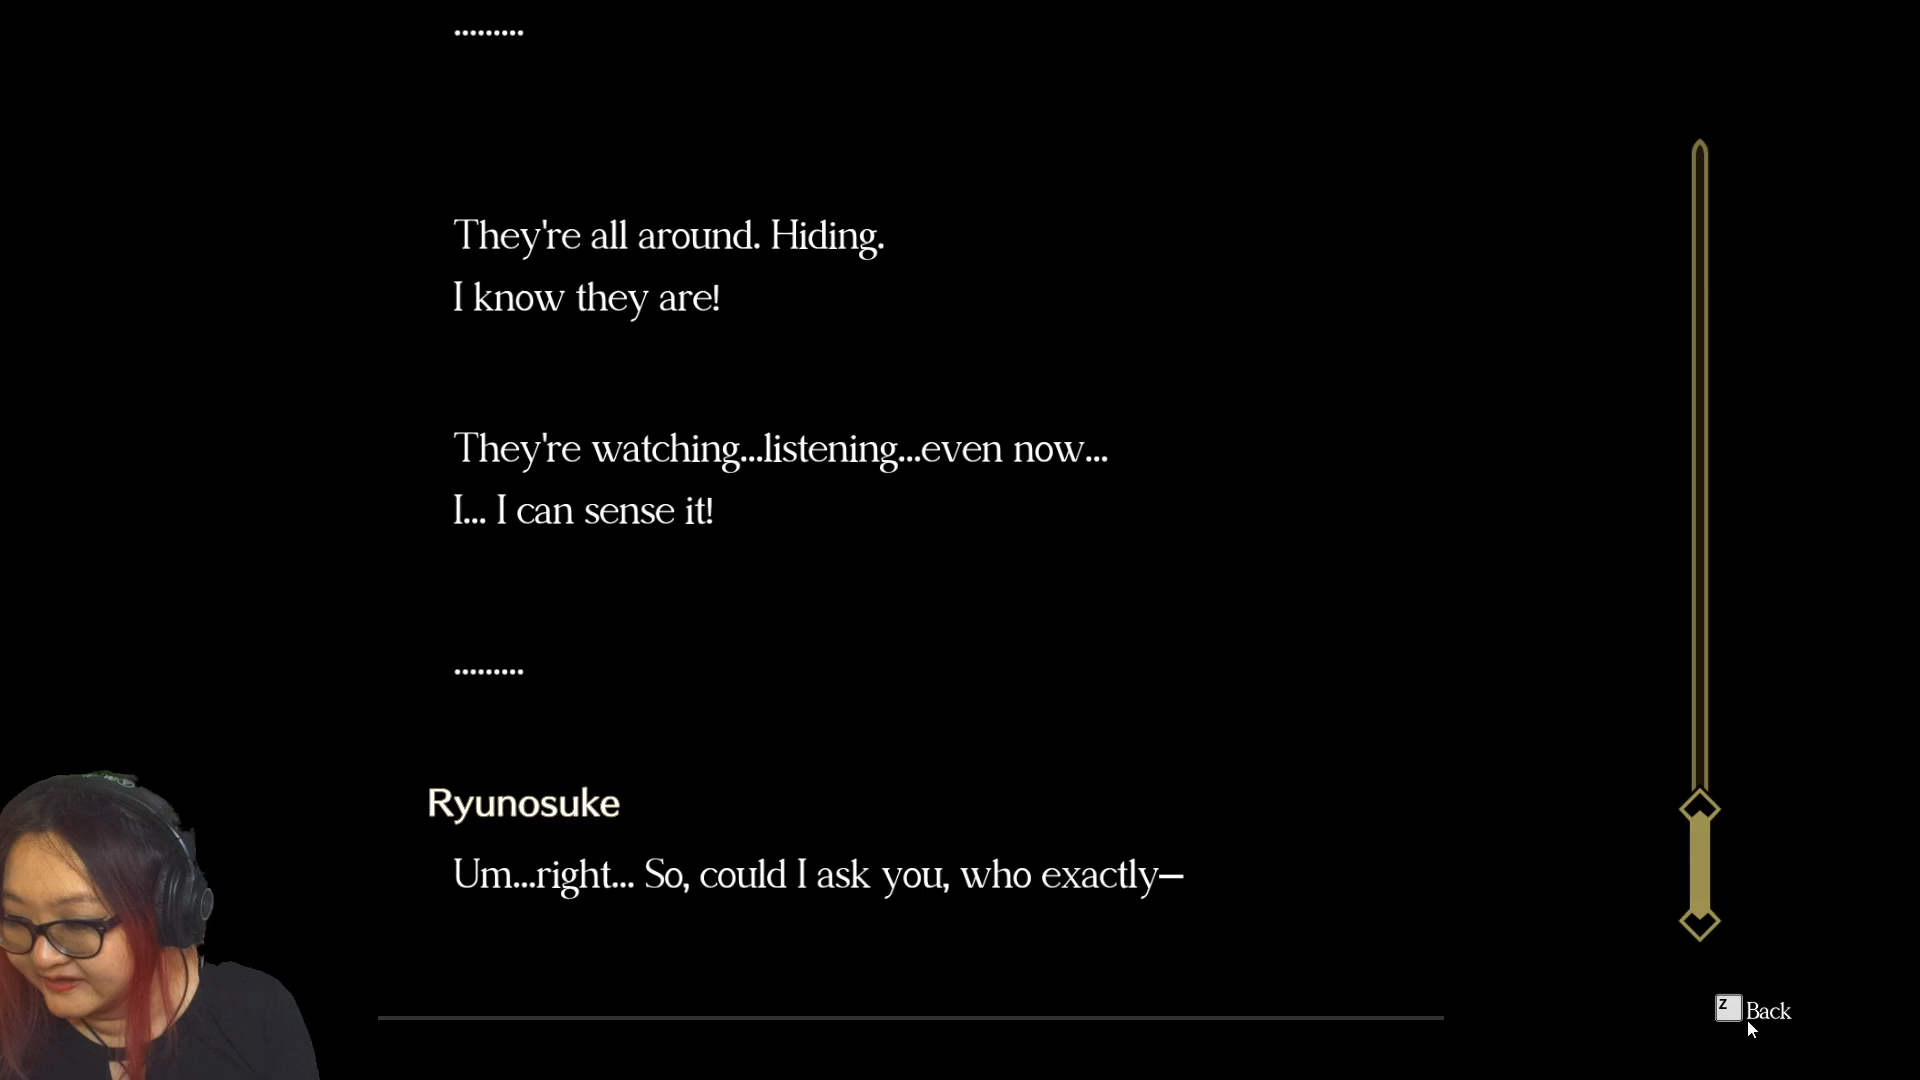 .........
They're all around. Hiding.
I know they are!
They're watching...listening...even now...
I... I can sense it!
.........
Ryunosuke
Um...right... So, could I ask you, who exactly—
Z Back